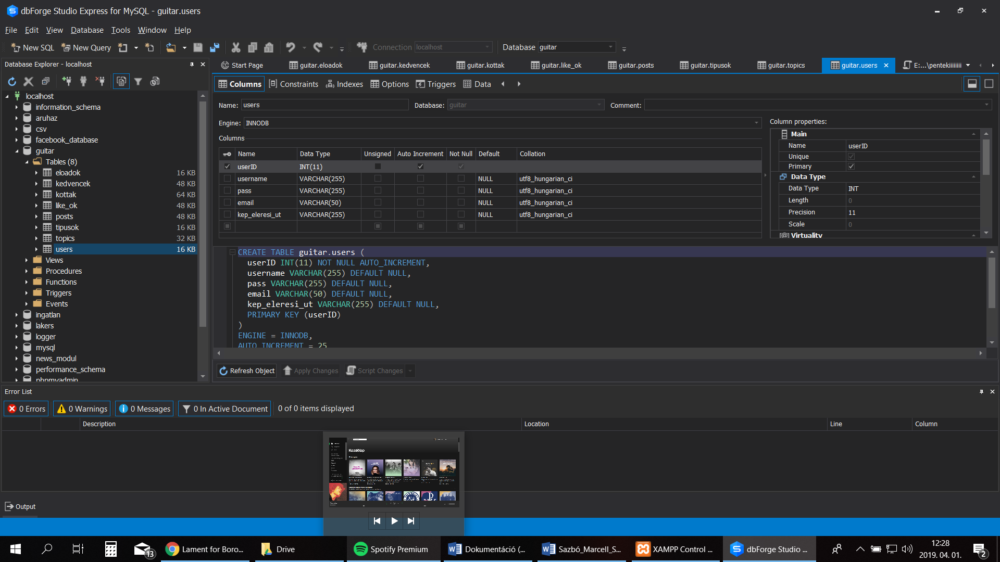 dbForge Studio Express for MySQL - guitar.users
File Edit View Database Tools Window Help
New SQL New Query Connection localhost Database guitar
Database Explorer - localhost
Start Page guitar.eloadok guitar.kedvencek guitar.kottak guitar.like_ok guitar.posts guitar.tipusok guitar.topics guitar.users E:...\pentekiiiiiiii
Columns Constraints Indexes Options Triggers Data
localhost
information_schema
aruhaz
csv
facebook_database
guitar
Tables (8)
eloadok 16 KB
kedvencek 48 KB
kottak 64 KB
like_ok 48 KB
posts 48 KB
tipusok 16 KB
topics 32 KB
users 16 KB
Views
Procedures
Functions
Triggers
Events
ingatlan
lakers
logger
mysql
news_modul
performance_schema
phpmyadmin
Name: users Database: guitar Comment:
Engine: INNODB
Columns
Name Data Type Unsigned Auto Increment Not Null Default Collation
userID INT(11)
username VARCHAR(255) NULL utf8_hungarian_ci
pass VARCHAR(255) NULL utf8_hungarian_ci
email VARCHAR(50) NULL utf8_hungarian_ci
kep_eleresi_ut VARCHAR(255) NULL utf8_hungarian_ci
Column properties:
Main
Name userID
Unique
Primary
Data Type
Data Type INT
Length 0
Precision 11
Scale 0
Virtuality
CREATE TABLE guitar.users (
userID INT(11) NOT NULL AUTO_INCREMENT,
username VARCHAR(255) DEFAULT NULL,
pass VARCHAR(255) DEFAULT NULL,
email VARCHAR(50) DEFAULT NULL,
kep_eleresi_ut VARCHAR(255) DEFAULT NULL,
PRIMARY KEY (userID)
)
ENGINE = INNODB,
AUTO_INCREMENT = 25
Refresh Object Apply Changes Script Changes
Error List
0 Errors 0 Warnings 0 Messages 0 In Active Document 0 of 0 items displayed
Description Location Line Column
Kezdőlap
Output
13 Lament for Boro... Drive Spotify Premium Dokumentáció (... Sazbó_Marcell_S... XAMPP Control ... dbForge Studio ...
12:28
2019. 04. 01.
2